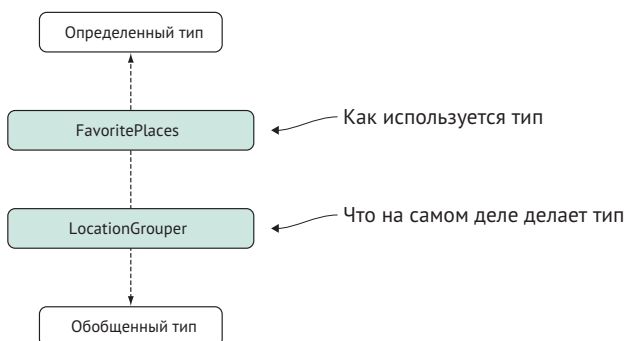 Определенный тип
FavoritePlaces
Как используется тип
LocationGrouper
Что на самом деле делает тип
Обобщенный тип